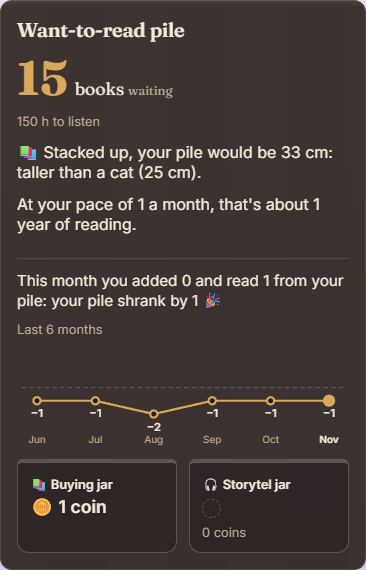 Want-to-read pile
15 books waiting
150 h to listen
📚 Stacked up, your pile would be 33 cm:
taller than a cat (25 cm).
At your pace of 1 a month, that's about 1
year of reading.
This month you added 0 and read 1 from your
pile: your pile shrank by 1 🎉
Last 6 months
−1 −1 −2 −1 −1 −1
Jun Jul Aug Sep Oct Nov
📚 Buying jar
1 coin
🎧 Storytel jar
0 coins